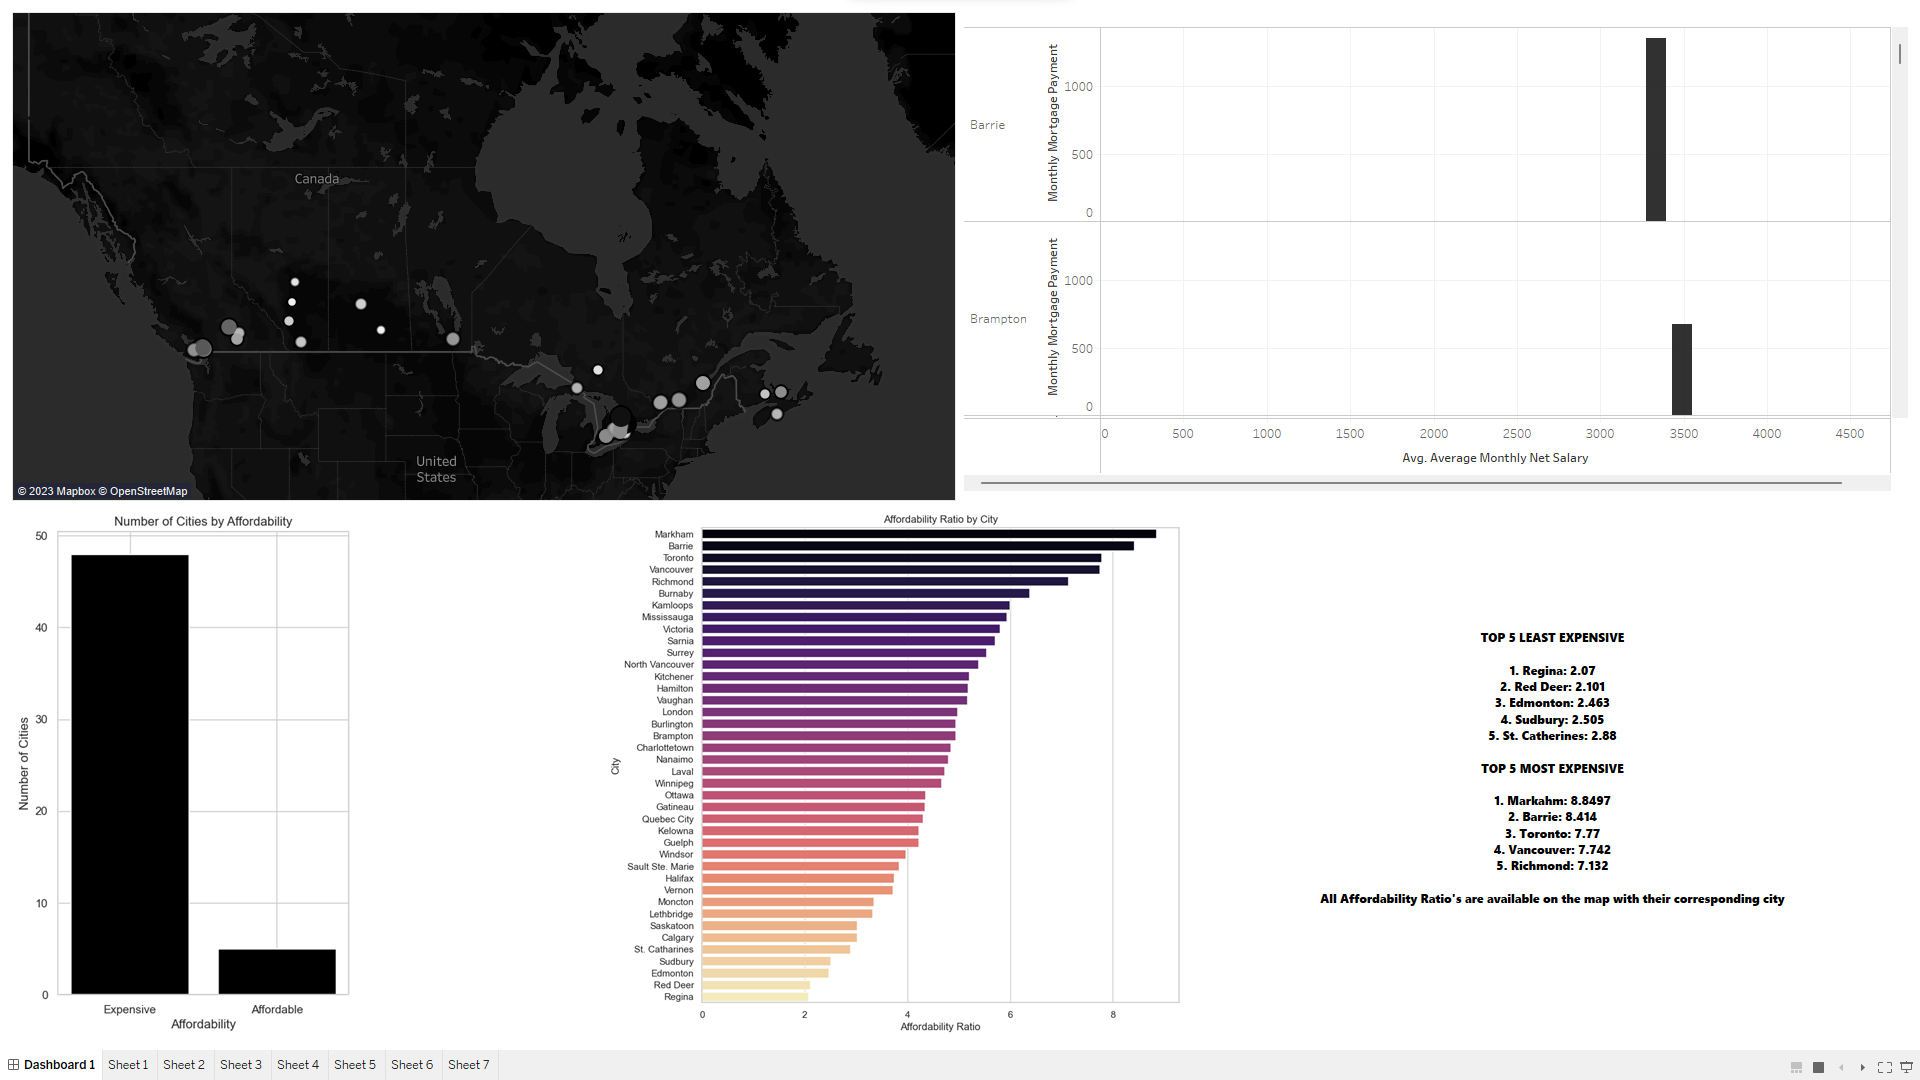 Canada
United
States
© 2023 Mapbox © OpenStreetMap
Barrie
Monthly Mortgage Payment
1000
500
0
Brampton
Monthly Mortgage Payment
1000
500
0
0 500 1000 1500 2000 2500 3000 3500 4000 4500
Avg. Average Monthly Net Salary
Number of Cities by Affordability
Number of Cities
50
40
30
20
10
0
Expensive Affordable
Affordability
Affordability Ratio by City
City
Markham
Barrie
Toronto
Vancouver
Richmond
Burnaby
Kamloops
Mississauga
Victoria
Sarnia
Surrey
North Vancouver
Kitchener
Hamilton
Vaughan
London
Burlington
Brampton
Charlottetown
Nanaimo
Laval
Winnipeg
Ottawa
Gatineau
Quebec City
Kelowna
Guelph
Windsor
Sault Ste. Marie
Halifax
Vernon
Moncton
Lethbridge
Saskatoon
Calgary
St. Catharines
Sudbury
Edmonton
Red Deer
Regina
0 2 4 6 8
Affordability Ratio
TOP 5 LEAST EXPENSIVE
1. Regina: 2.07
2. Red Deer: 2.101
3. Edmonton: 2.463
4. Sudbury: 2.505
5. St. Catherines: 2.88
TOP 5 MOST EXPENSIVE
1. Markahm: 8.8497
2. Barrie: 8.414
3. Toronto: 7.77
4. Vancouver: 7.742
5. Richmond: 7.132
All Affordability Ratio's are available on the map with their corresponding city
Dashboard 1 Sheet 1 Sheet 2 Sheet 3 Sheet 4 Sheet 5 Sheet 6 Sheet 7